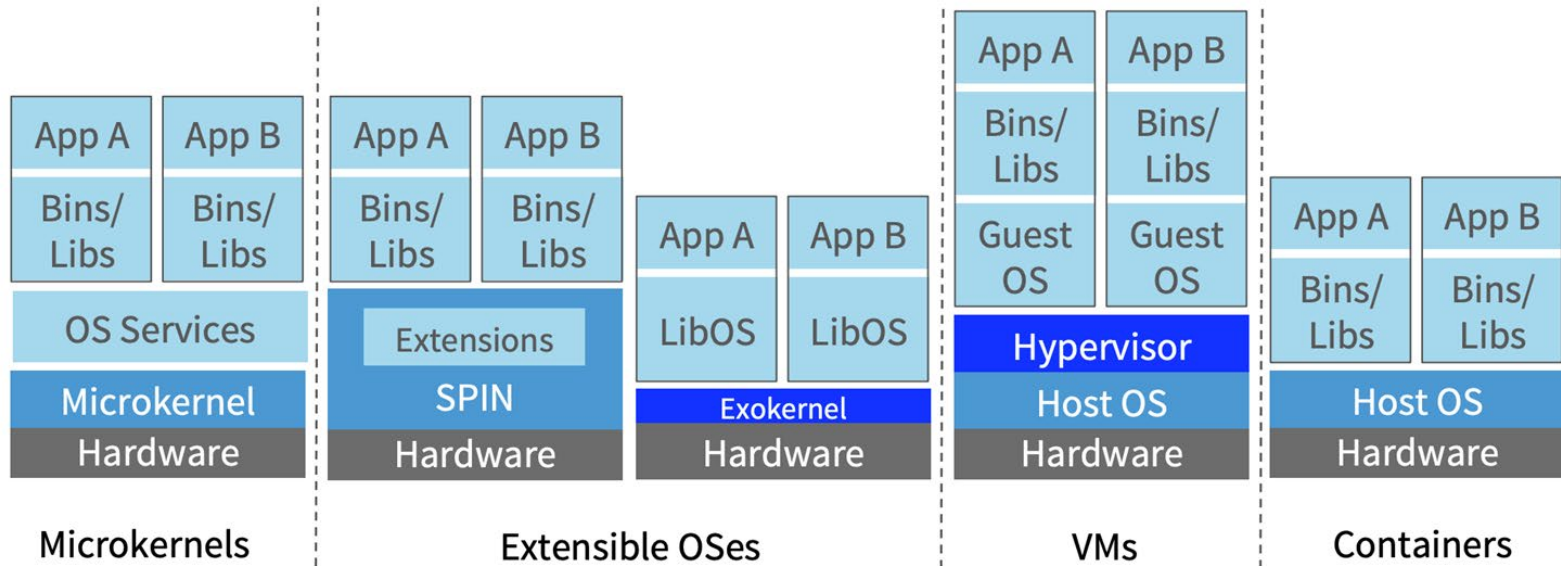 App A
App B
Bins/
Libs
Bins/
Libs
OS Services
Microkernel
Hardware
Microkernels
App A
App B
Bins/
Libs
Bins/
Libs
Extensions
SPIN
Hardware
App A
App B
LibOS
LibOS
Exokernel
Hardware
Extensible OSes
App A
App B
Bins/
Libs
Bins/
Libs
Guest
OS
Guest
OS
Hypervisor
Host OS
Hardware
VMs
App A
App B
Bins/
Libs
Bins/
Libs
Host OS
Hardware
Containers